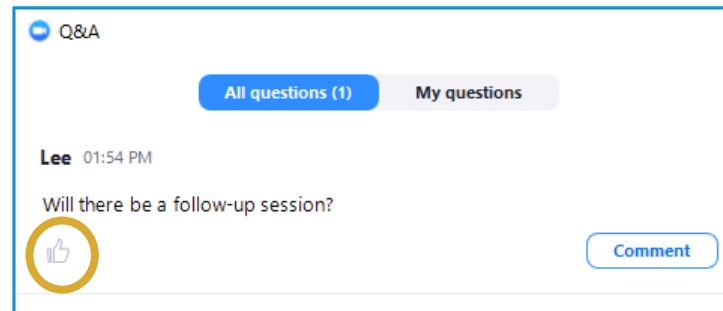 Q&A
All questions (1) My questions
Lee 01:54 PM
Will there be a follow-up session?
Comment